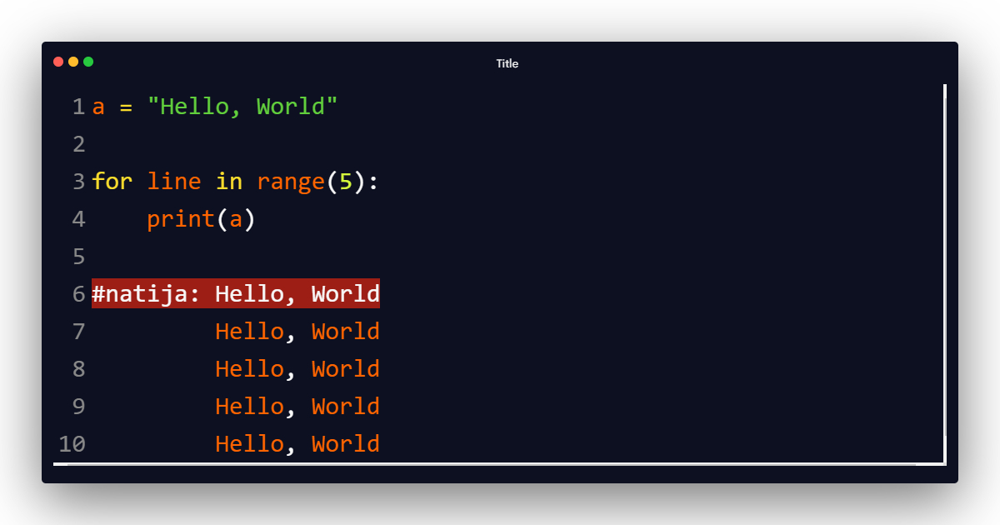 Title
1 a = "Hello, World"
2
3 for line in range(5):
4     print(a)
5
6 #natija: Hello, World
7          Hello, World
8          Hello, World
9          Hello, World
10          Hello, World